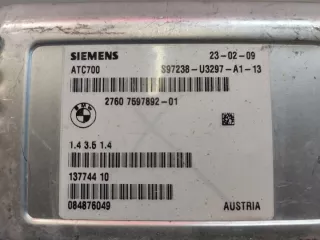 SIEMENS 23-02-09
ATC700 S97238-U3297-A1-13
2760 7597892-01
1.4 3.5 1.4
137744 10
084876049 AUSTRIA